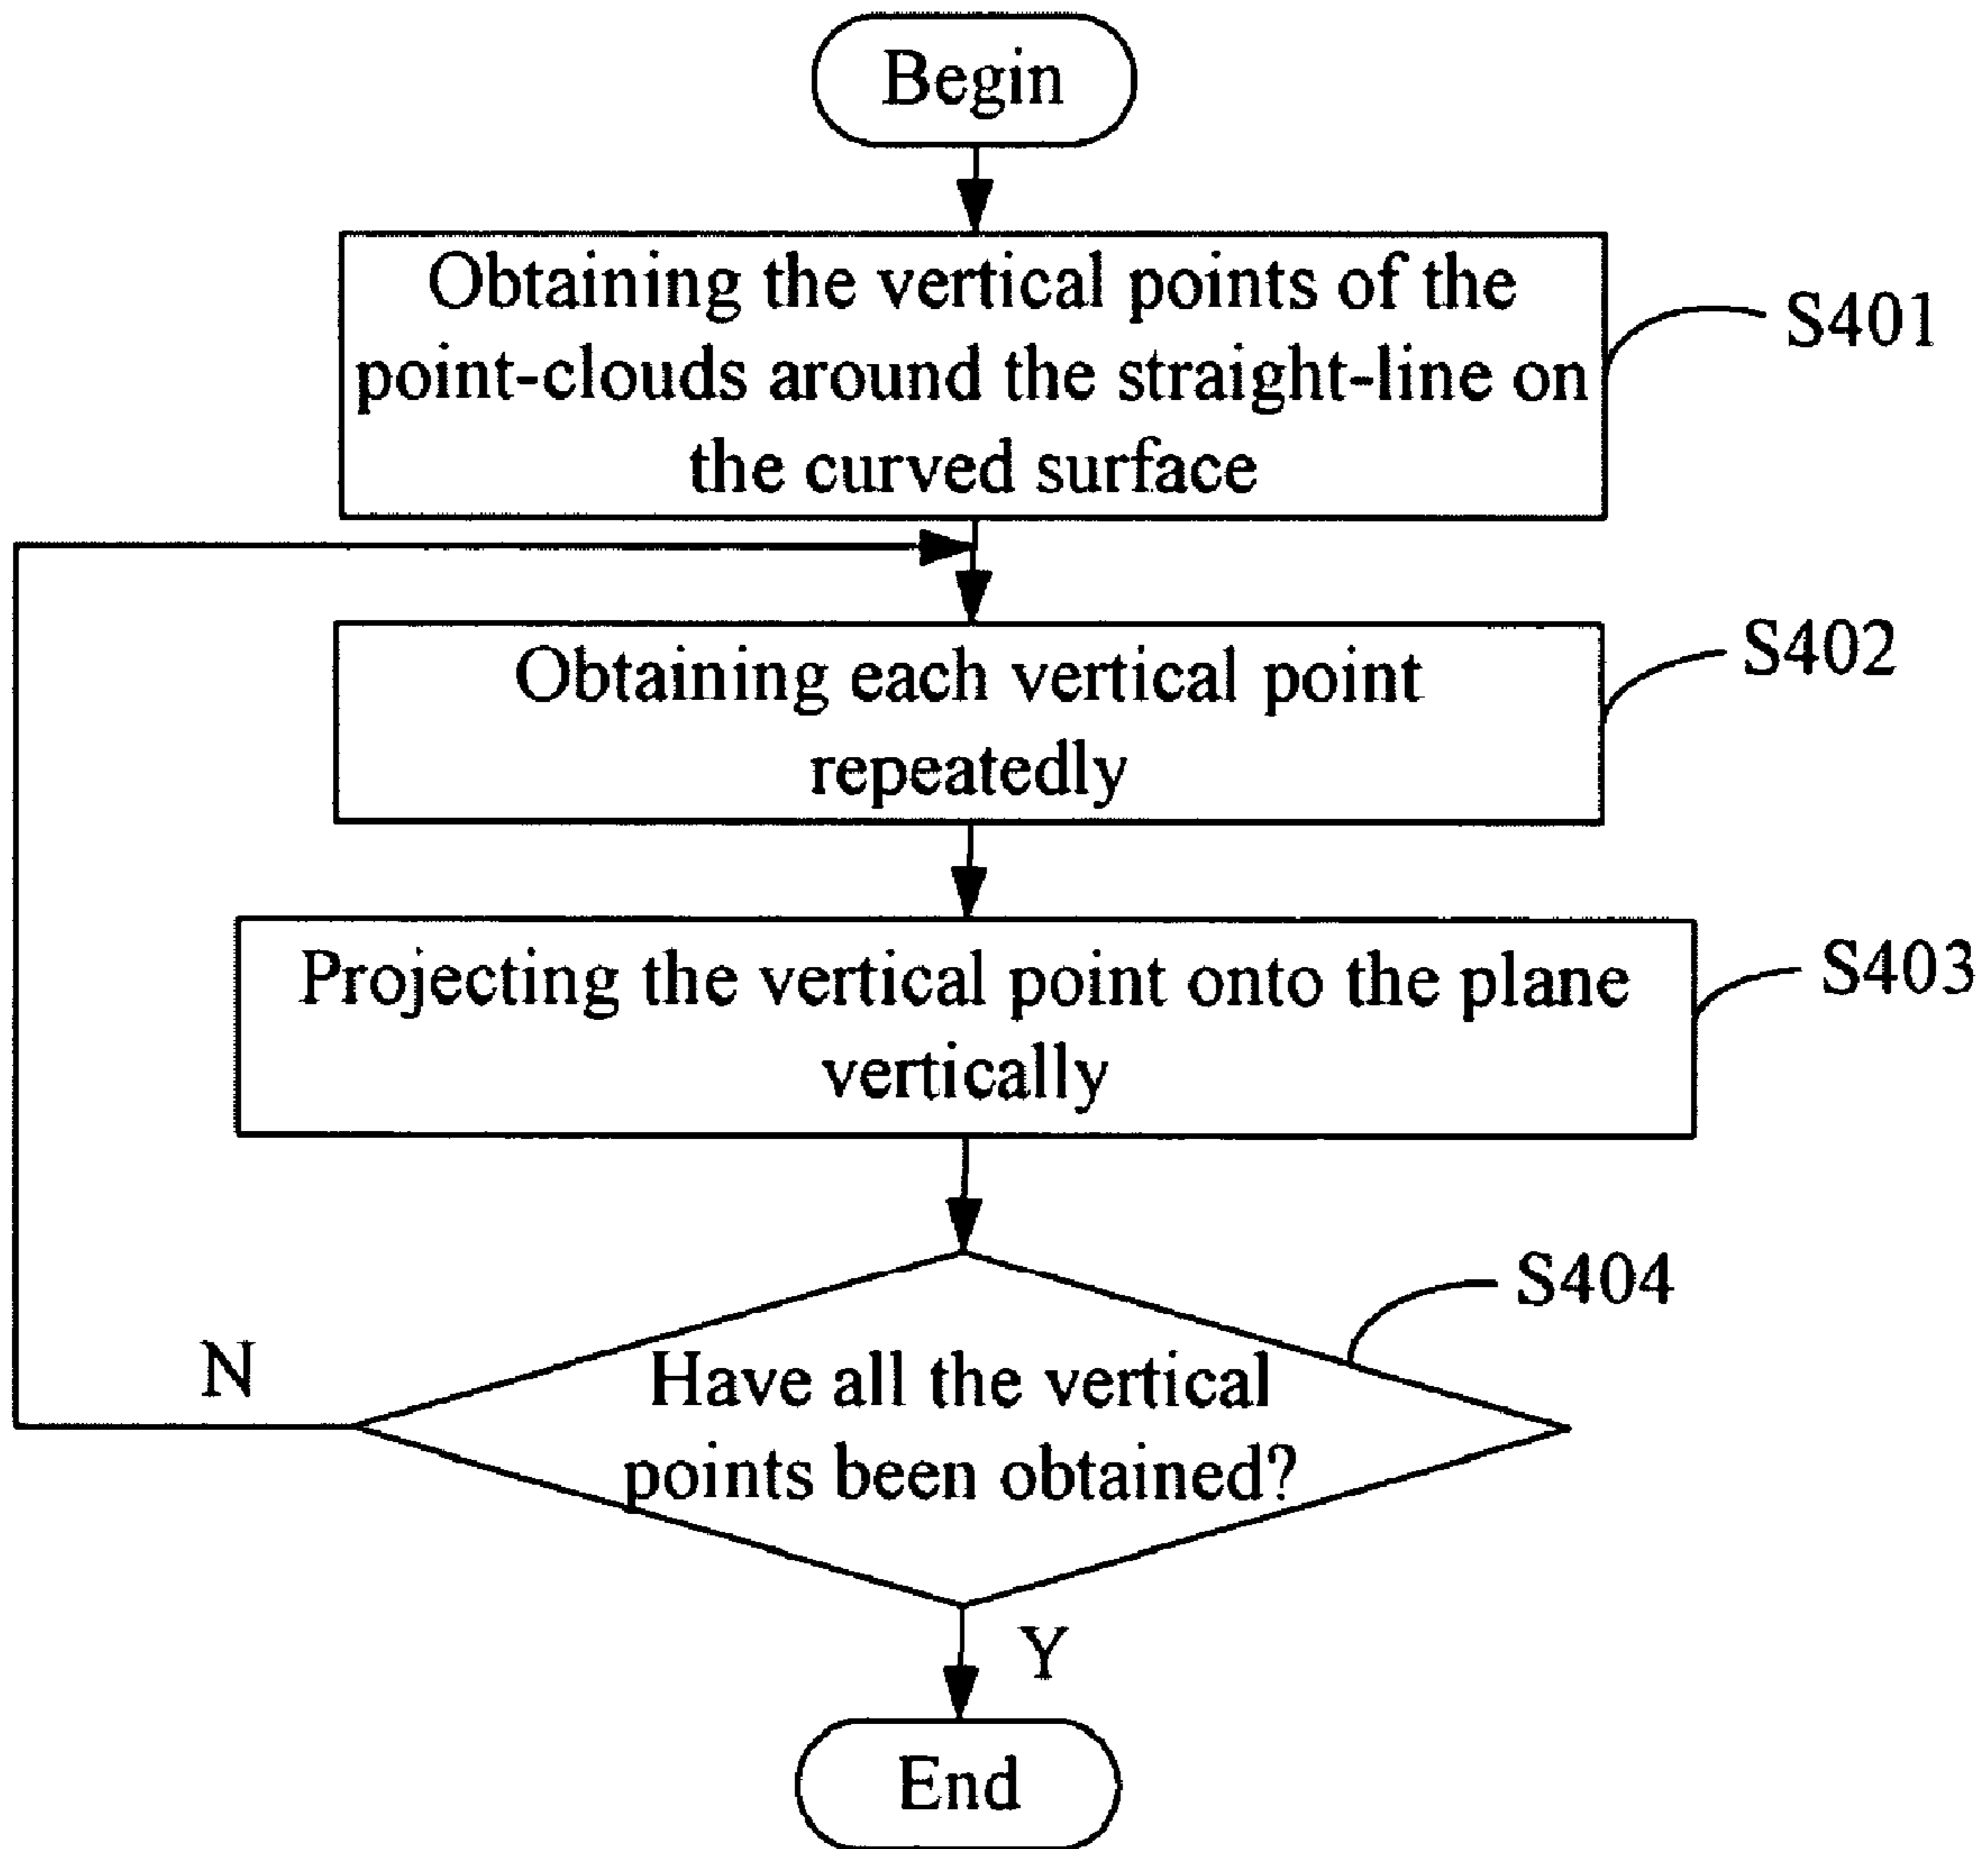 Begin
Obtaining the vertical points of the
point-clouds around the straight-line on
the curved surface
S401
Obtaining each vertical point
repeatedly
S402
Projecting the vertical point onto the plane
vertically
S403
S404
Have all the vertical
points been obtained?
N
Y
End